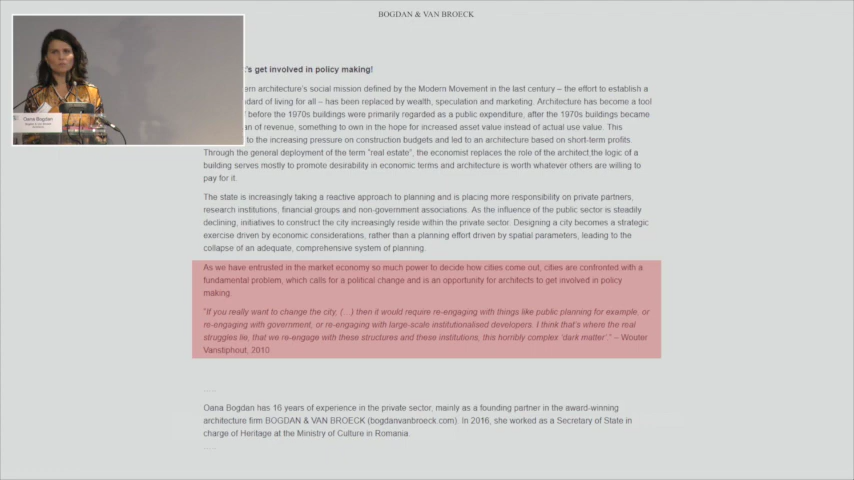 BOGDAN & VAN BROECK
's get involved in policy making!
ern architecture's social mission defined by the Modern Movement in the last century – the effort to establish a
ndard of living for all – has been replaced by wealth, speculation and marketing. Architecture has become a tool
f before the 1970s buildings were primarily regarded as a public expenditure, after the 1970s buildings became
an of revenue, something to own in the hope for increased asset value instead of actual use value. This
to the increasing pressure on construction budgets and led to an architecture based on short-term profits.
Through the general deployment of the term "real estate", the economist replaces the role of the architect,the logic of a
building serves mostly to promote desirability in economic terms and architecture is worth whatever others are willing to
pay for it.
The state is increasingly taking a reactive approach to planning and is placing more responsibility on private partners,
research institutions, financial groups and non-government associations. As the influence of the public sector is steadily
declining, initiatives to construct the city increasingly reside within the private sector. Designing a city becomes a strategic
exercise driven by economic considerations, rather than a planning effort driven by spatial parameters, leading to the
collapse of an adequate, comprehensive system of planning.
As we have entrusted in the market economy so much power to decide how cities come out, cities are confronted with a
fundamental problem, which calls for a political change and is an opportunity for architects to get involved in policy
making.
"If you really want to change the city, (…) then it would require re-engaging with things like public planning for example, or
re-engaging with government, or re-engaging with large-scale institutionalised developers. I think that's where the real
struggles lie, that we re-engage with these structures and these institutions, this horribly complex 'dark matter'." – Wouter
Vanstiphout, 2010
.....
Oana Bogdan has 16 years of experience in the private sector, mainly as a founding partner in the award-winning
architecture firm BOGDAN & VAN BROECK (bogdanvanbroeck.com). In 2016, she worked as a Secretary of State in
charge of Heritage at the Ministry of Culture in Romania.
.....
Oana Bogdan